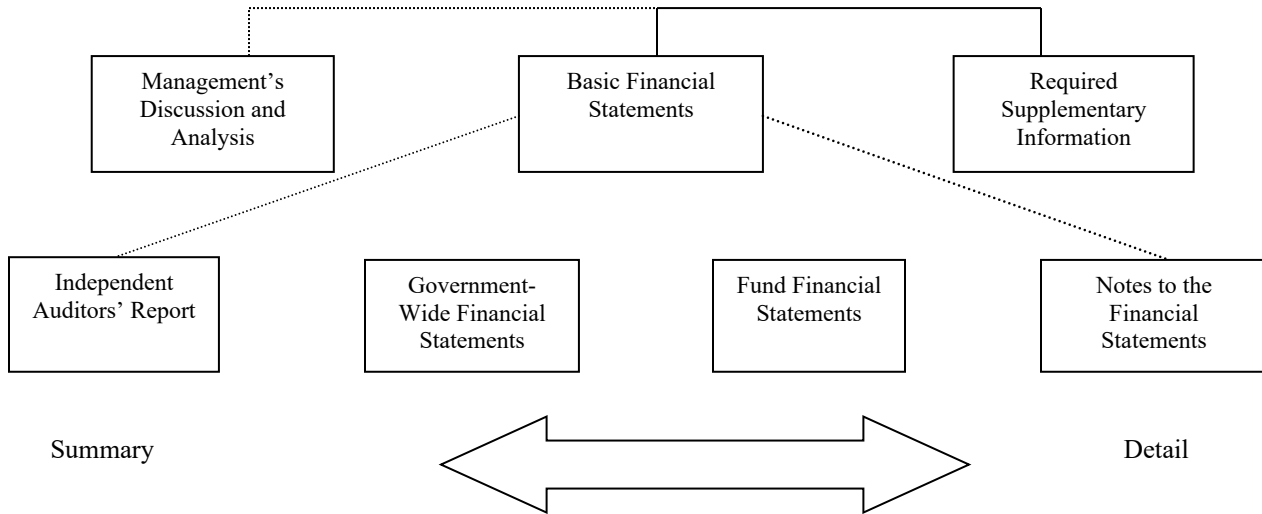 Management’s
Discussion and
Analysis
Basic Financial
Statements
Required
Supplementary
Information
Independent
Auditors’ Report
Government-
Wide Financial
Statements
Fund Financial
Statements
Notes to the
Financial
Statements
Summary
Detail